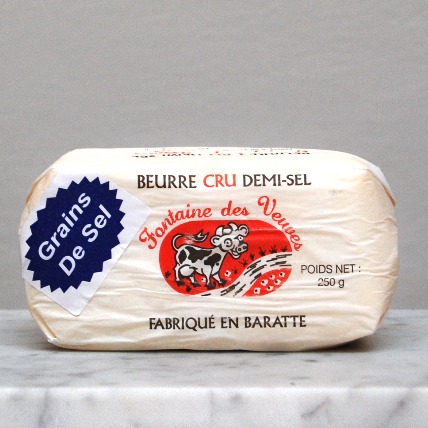 BEURRE CRU DEMI-SEL
Fontaine des Veuves
Grains
De Sel
POIDS NET :
250 g
FABRIQUÉ EN BARATTE